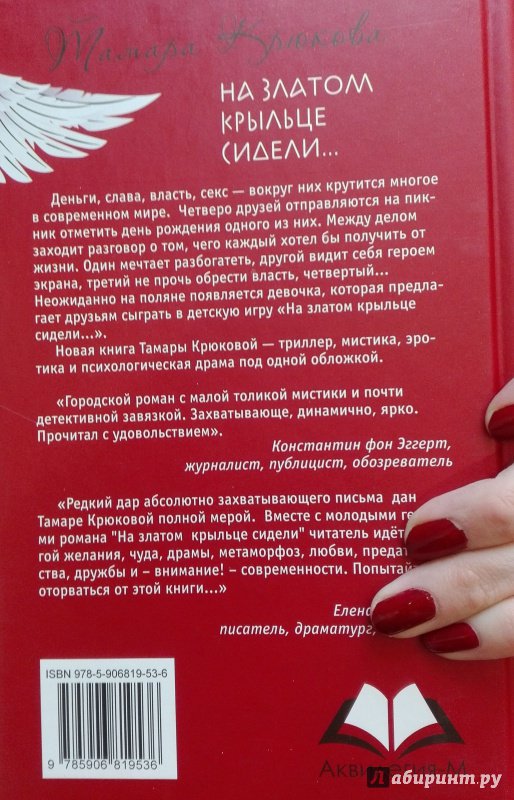 Тамара Крюкова
НА ЗЛАТОМ
КРЫЛЬЦЕ
СИДЕЛИ...
Деньги, слава, власть, секс — вокруг них крутится многое
в современном мире. Четверо друзей отправляются на пик-
ник отметить день рождения одного из них. Между делом
заходит разговор о том, чего каждый хотел бы получить от
жизни. Один мечтает разбогатеть, другой видит себя героем
экрана, третий не прочь обрести власть, четвертый...
Неожиданно на поляне появляется девочка, которая предла-
гает друзьям сыграть в детскую игру «На златом крыльце
сидели...».
Новая книга Тамары Крюковой — триллер, мистика, эро-
тика и психологическая драма под одной обложкой.
«Городской роман с малой толикой мистики и почти
детективной завязкой. Захватывающе, динамично, ярко.
Прочитал с удовольствием».
Константин фон Эггерт,
журналист, публицист, обозреватель
«Редкий дар абсолютно захватывающего письма дан
Тамаре Крюковой полной мерой. Вместе с молодыми ге
ми романа "На златом крыльце сидели" читатель идёт
гой желания, чуда, драмы, метаморфоз, любви, предат
ства, дружбы и – внимание! – современности. Попытай
оторваться от этой книги...»
Елена
писатель, драматург,
ISBN 978-5-906819-53-6
9 785906 819536
Аквилегия-М
Лабиринт.ру